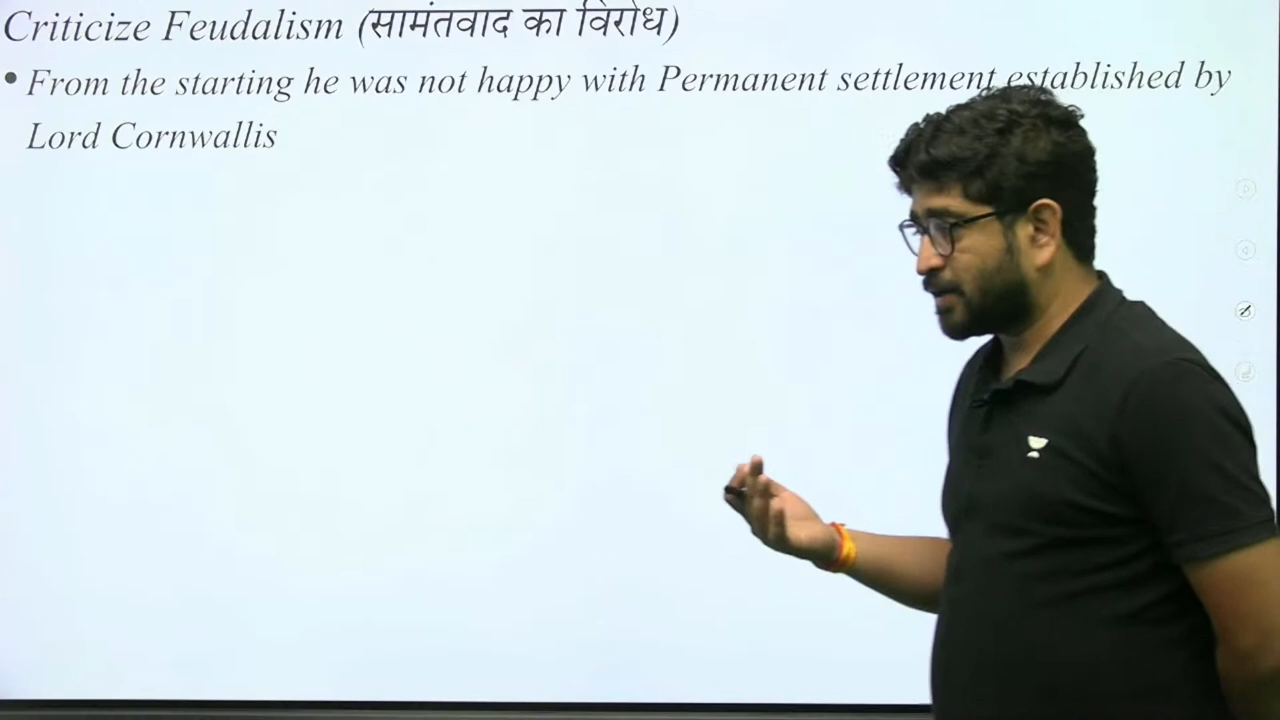 Criticize Feudalism (सामंतवाद का विरोध)
• From the starting he was not happy with Permanent settlement established by
Lord Cornwallis